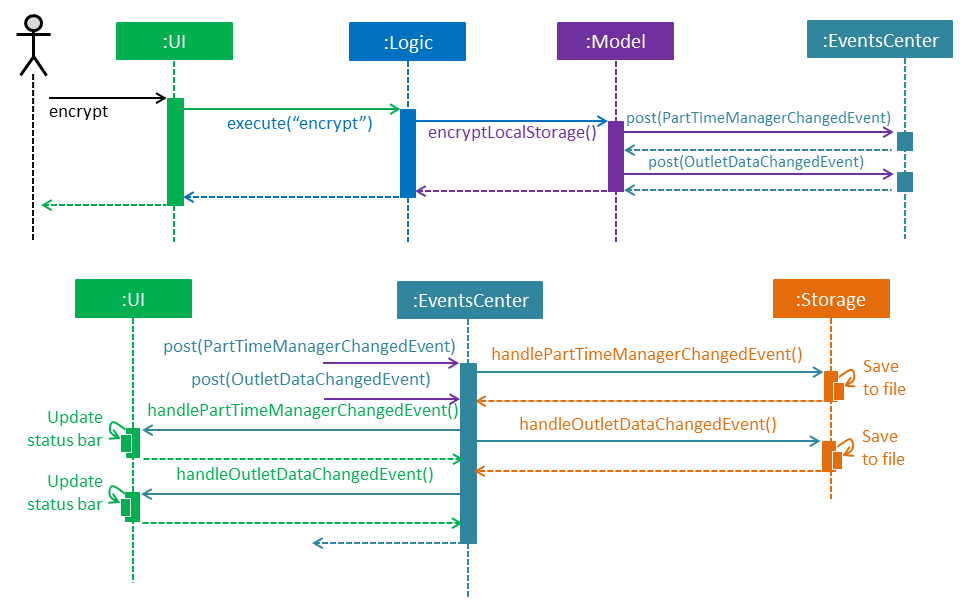 :UI
:Logic
:Model
:EventsCenter
encrypt
execute(“encrypt”)
encryptLocalStorage()
post(PartTimeManagerChangedEvent)
post(OutletDataChangedEvent)
:UI
:EventsCenter
:Storage
post(PartTimeManagerChangedEvent)
handlePartTimeManagerChangedEvent()
Save
to file
post(OutletDataChangedEvent)
handlePartTimeManagerChangedEvent()
Update
status bar
handleOutletDataChangedEvent()
Save
to file
handleOutletDataChangedEvent()
Update
status bar